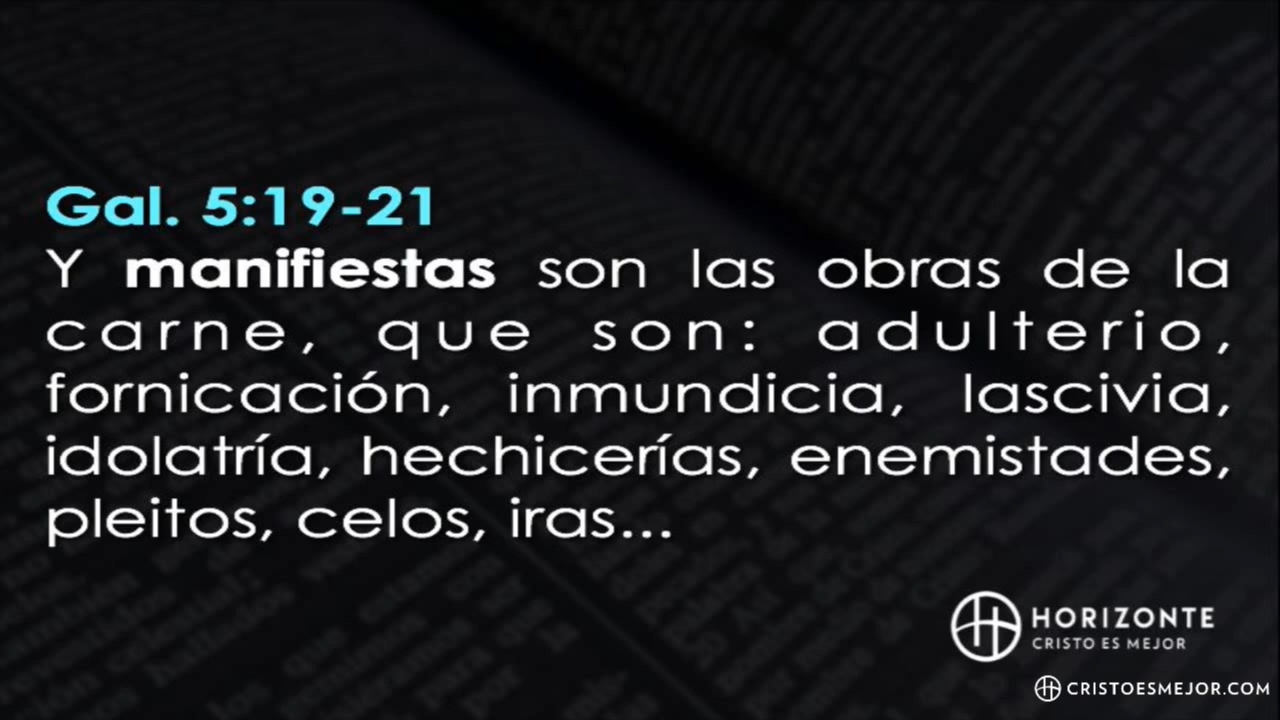 Gal. 5:19-21
Y manifiestas son las obras de la
carne, que son: adulterio,
fornicación, inmundicia, lascivia,
idolatría, hechicerías, enemistades,
pleitos, celos, iras...
HORIZONTE
CRISTO ES MEJOR
CRISTOESMEJOR.COM